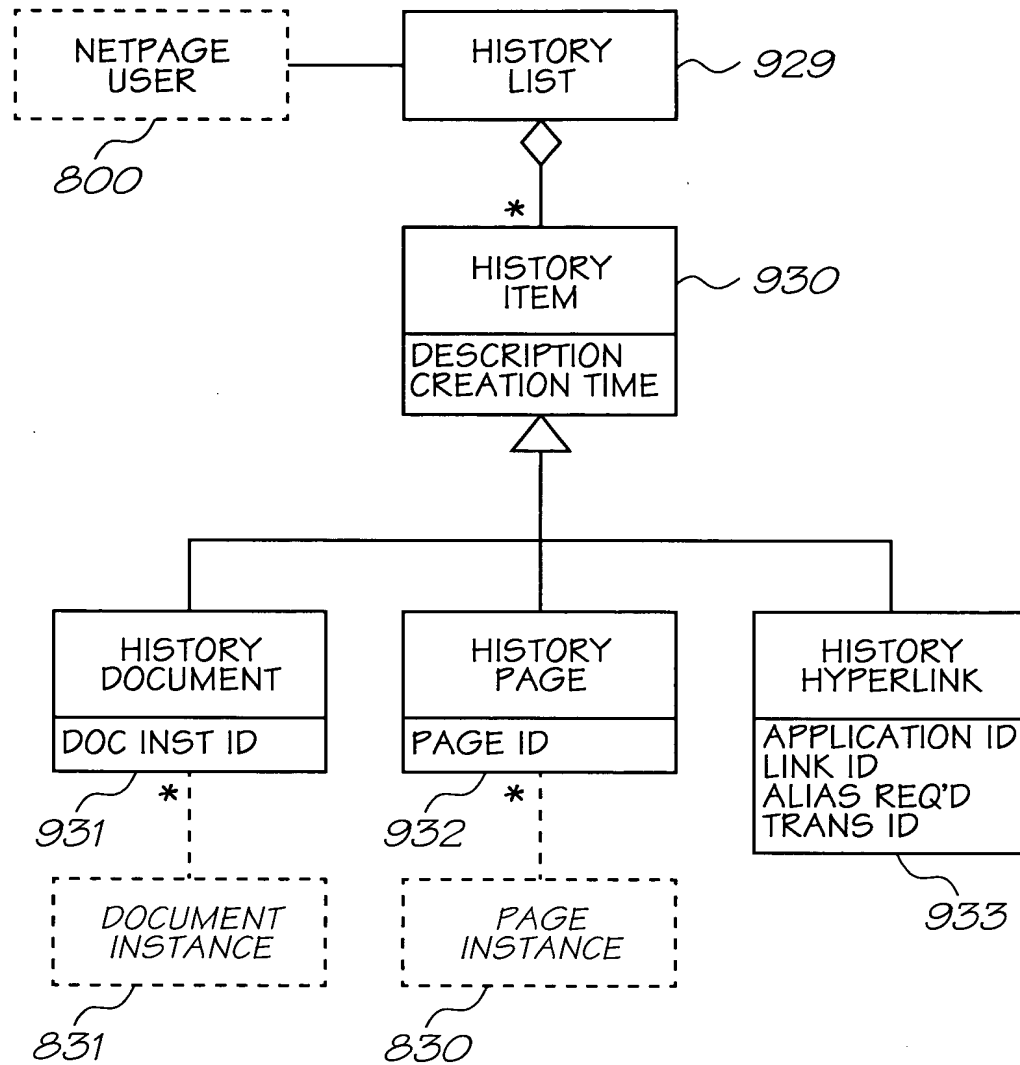 NETPAGE
USER
800
HISTORY
LIST
929
*
HISTORY
ITEM
930
DESCRIPTION
CREATION TIME
HISTORY
DOCUMENT
DOC INST ID
931
*
DOCUMENT
INSTANCE
831
HISTORY
PAGE
PAGE ID
932
*
PAGE
INSTANCE
830
HISTORY
HYPERLINK
APPLICATION ID
LINK ID
ALIAS REQ'D
TRANS ID
933